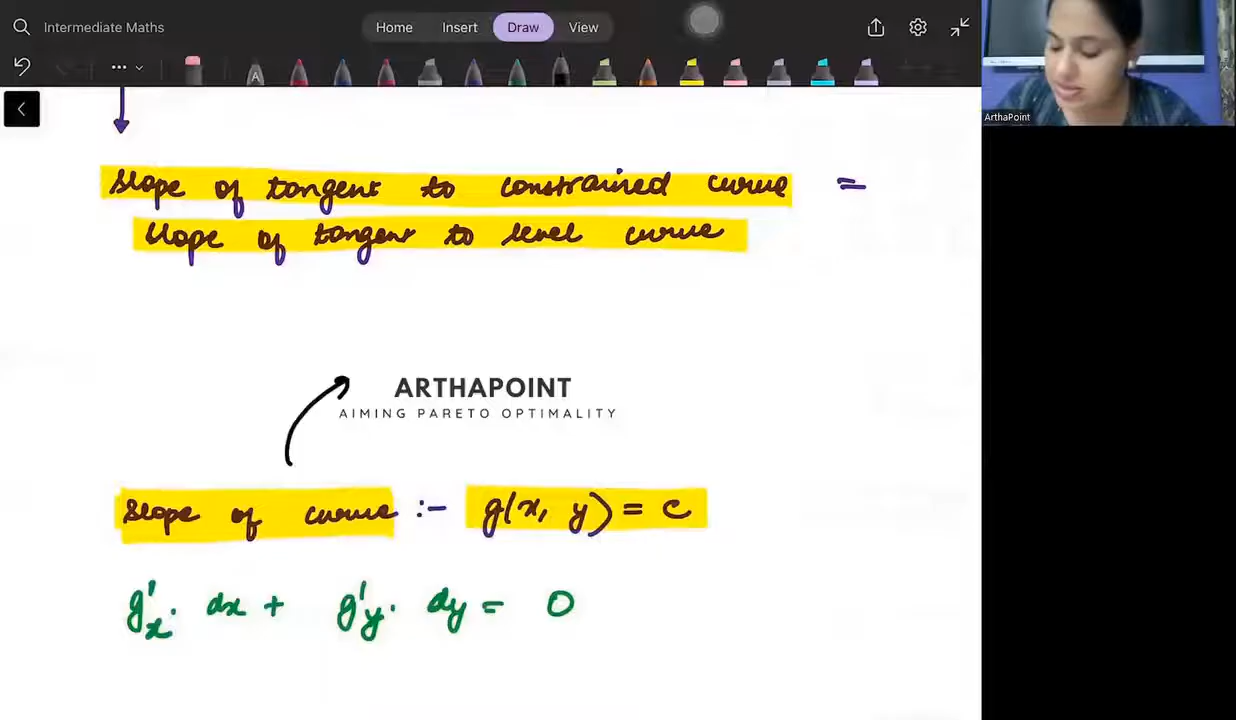 Intermediate Maths
Home Insert Draw View
A
ArthaPoint
Slope of tangent to constrained curve =
slope of tangent to level curve
ARTHAPOINT
AIMING PARETO OPTIMALITY
Slope of curve :- g(x, y) = c
g'x · dx + g'y · dy = 0